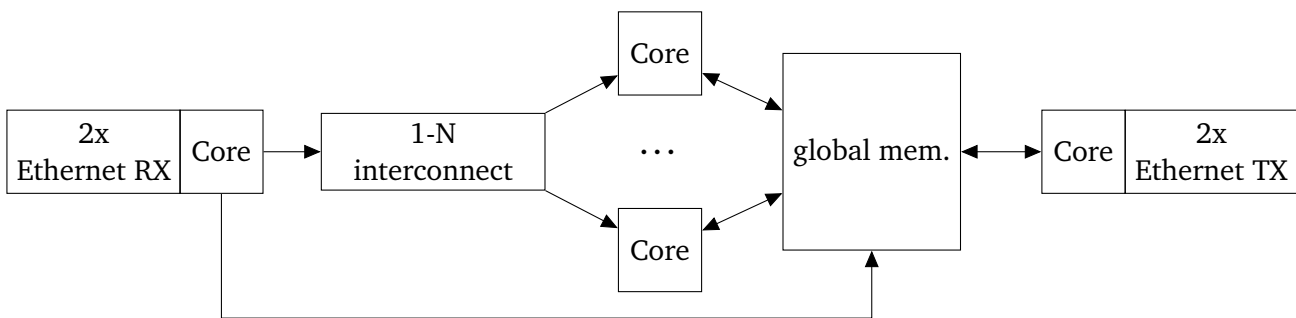 Core
2x
Ethernet RX
Core
1-N
interconnect
...
global mem.
Core
2x
Ethernet TX
Core